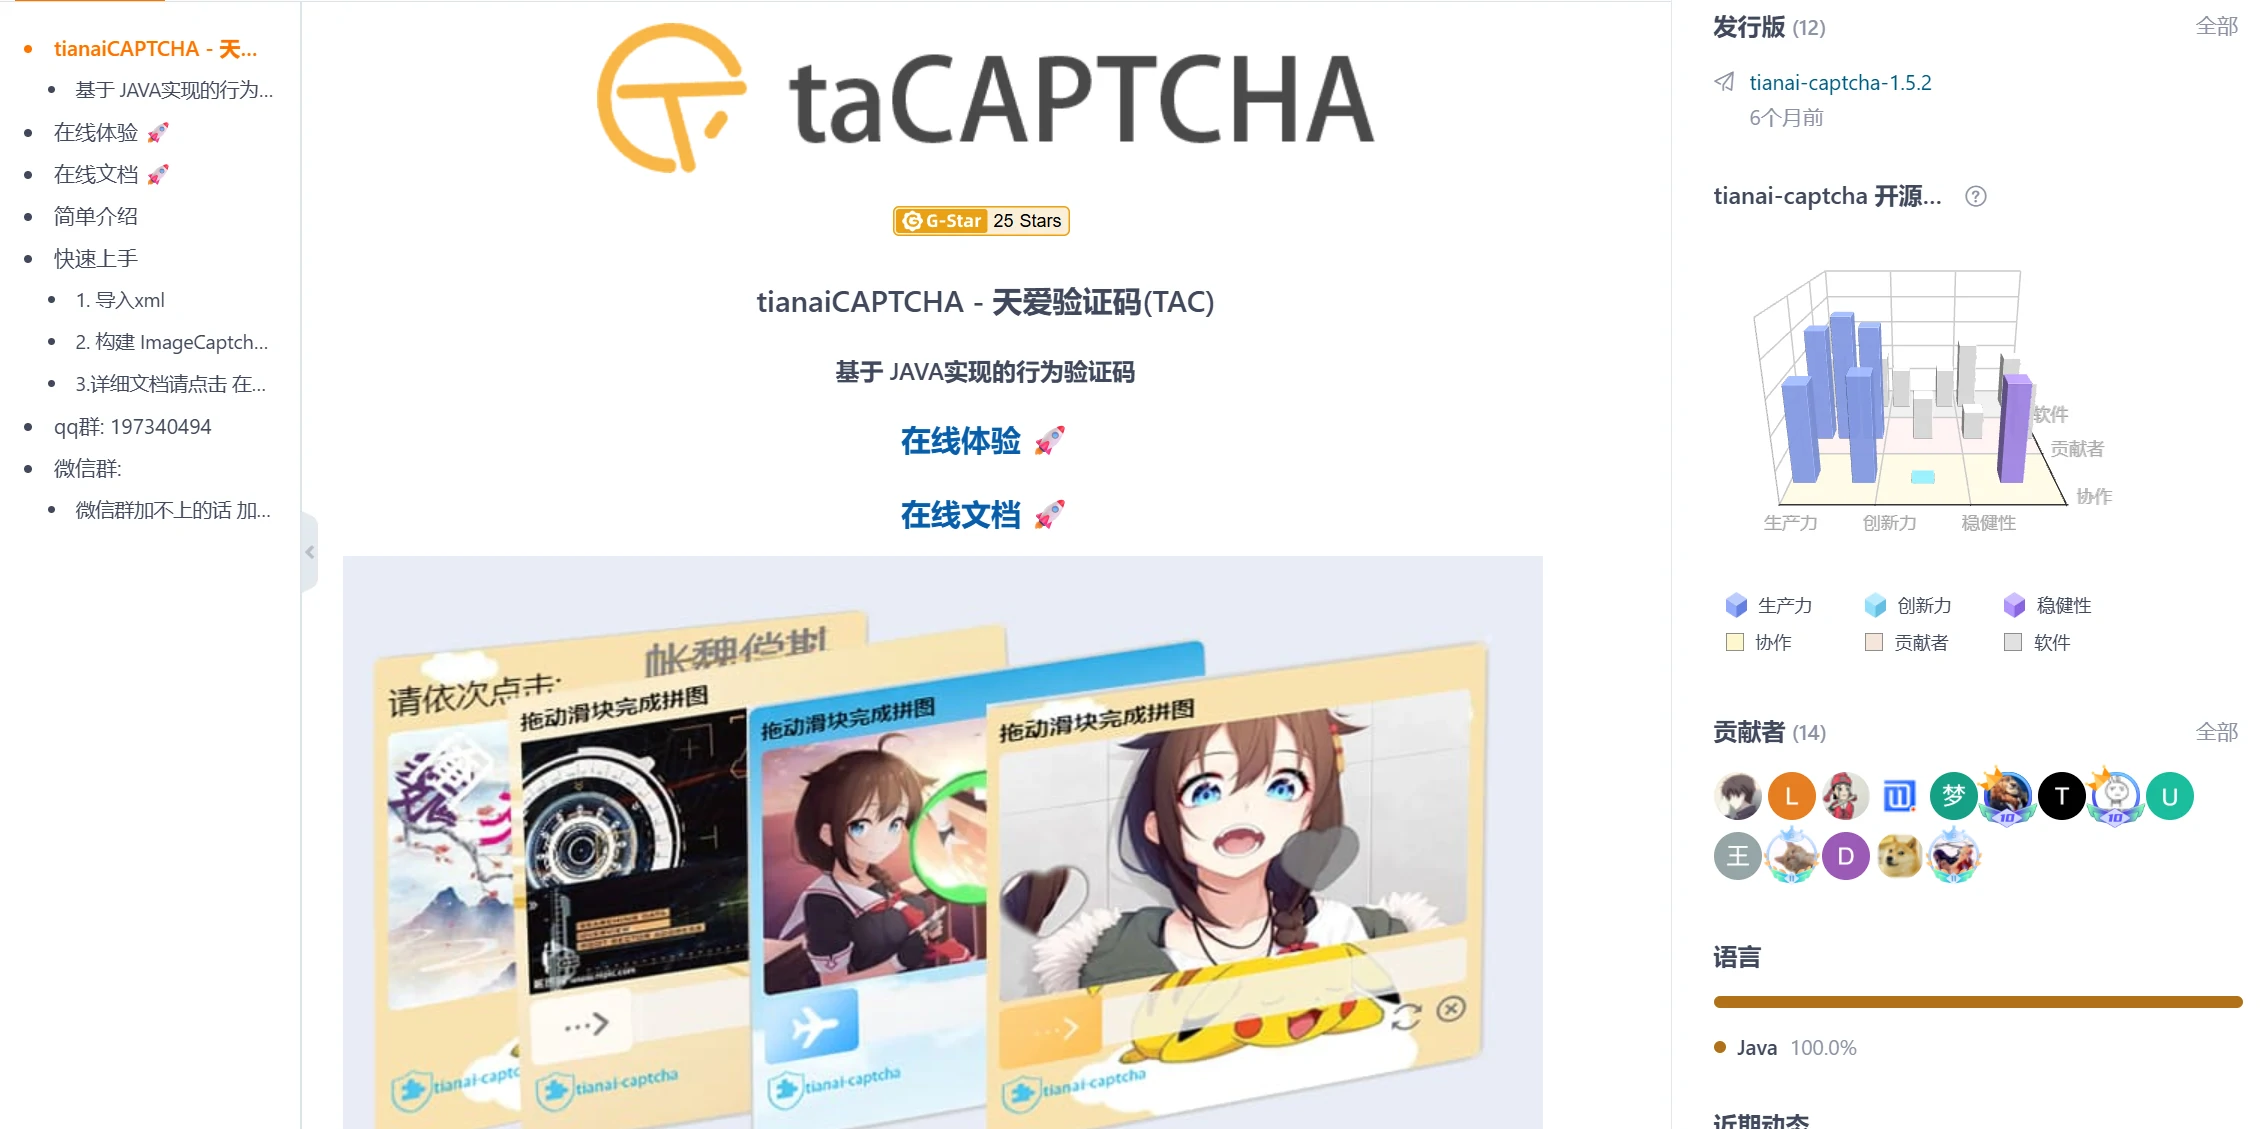 tianaiCAPTCHA - 天...
基于 JAVA实现的行为...
在线体验 🚀
在线文档 🚀
简单介绍
快速上手
1. 导入xml
2. 构建 ImageCaptch...
3.详细文档请点击 在...
qq群: 197340494
微信群:
微信群加不上的话 加...
taCAPTCHA
G-Star 25 Stars
tianaiCAPTCHA - 天爱验证码(TAC)
基于 JAVA实现的行为验证码
在线体验 🚀
在线文档 🚀
请依次点击:
拖动滑块完成拼图
拖动滑块完成拼图
拖动滑块完成拼图
tianai-captc
tianai-captcha
tianai-captcha
tianai-captcha
发行版 (12)
全部
tianai-captcha-1.5.2
6个月前
tianai-captcha 开源...
软件
贡献者
协作
生产力 创新力 稳健性
生产力 创新力 稳健性
协作 贡献者 软件
贡献者 (14)
全部
L 梦 10 T 10 U
王 D
语言
Java 100.0%
近期动态